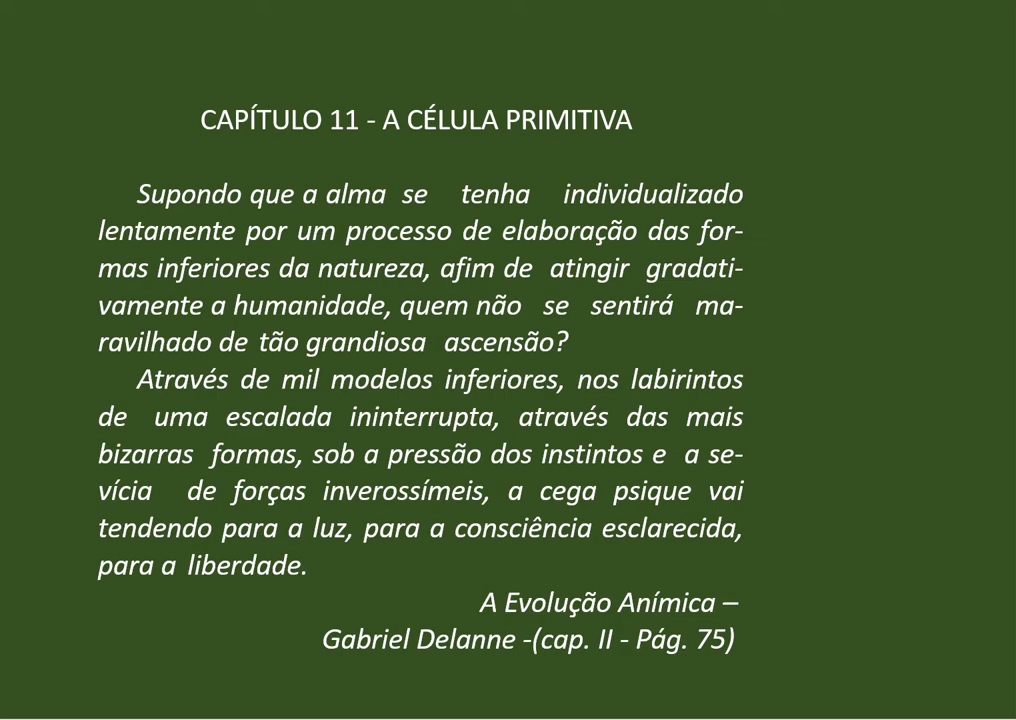 CAPÍTULO 11 - A CÉLULA PRIMITIVA
Supondo que a alma se tenha individualizado
lentamente por um processo de elaboração das for-
mas inferiores da natureza, afim de atingir gradati-
vamente a humanidade, quem não se sentirá ma-
ravilhado de tão grandiosa ascensão?
Através de mil modelos inferiores, nos labirintos
de uma escalada ininterrupta, através das mais
bizarras formas, sob a pressão dos instintos e a se-
vícia de forças inverossímeis, a cega psique vai
tendendo para a luz, para a consciência esclarecida,
para a liberdade.
A Evolução Anímica –
Gabriel Delanne -(cap. II - Pág. 75)